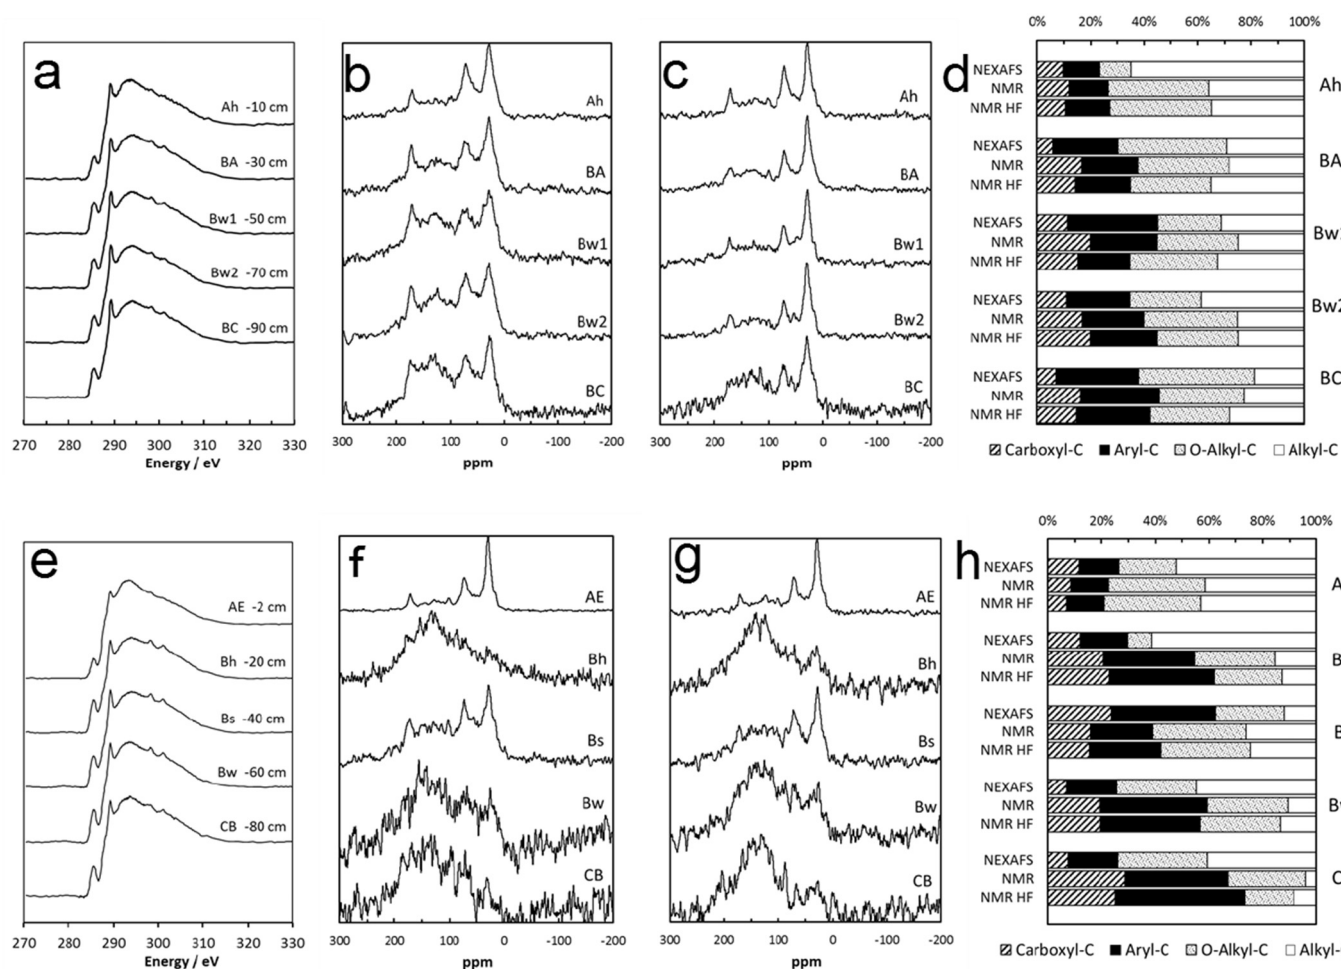 a
Ah -10 cm
BA -30 cm
Bw1 -50 cm
Bw2 -70 cm
BC -90 cm
270 280 290 300 310 320 330
Energy / eV
b
Ah
BA
Bw1
Bw2
BC
300 200 100 0 -100 -200
ppm
c
Ah
BA
Bw1
Bw2
BC
300 200 100 0 -100 -200
ppm
d
0% 20% 40% 60% 80% 100%
NEXAFS
NMR
NMR HF
Ah
NEXAFS
NMR
NMR HF
BA
NEXAFS
NMR
NMR HF
Bw1
NEXAFS
NMR
NMR HF
Bw2
NEXAFS
NMR
NMR HF
BC
Carboxyl-C Aryl-C O-Alkyl-C Alkyl-C
e
AE -2 cm
Bh -20 cm
Bs -40 cm
Bw -60 cm
CB -80 cm
270 280 290 300 310 320 330
Energy / eV
f
AE
Bh
Bs
Bw
CB
300 200 100 0 -100 -200
ppm
g
AE
Bh
Bs
Bw
CB
300 200 100 0 -100 -200
ppm
h
0% 20% 40% 60% 80% 100%
NEXAFS
NMR
NMR HF
NEXAFS
NMR
NMR HF
NEXAFS
NMR
NMR HF
NEXAFS
NMR
NMR HF
NEXAFS
NMR
NMR HF
Carboxyl-C Aryl-C O-Alkyl-C Alkyl-